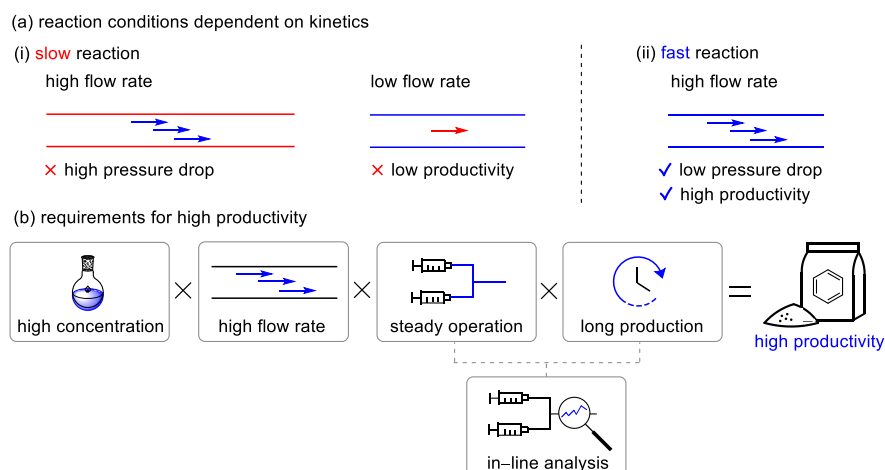 (a) reaction conditions dependent on kinetics
(i) slow reaction
high flow rate
× high pressure drop
low flow rate
× low productivity
(ii) fast reaction
high flow rate
✓ low pressure drop
✓ high productivity
(b) requirements for high productivity
high concentration
×
high flow rate
×
steady operation
×
long production
=
high productivity
in–line analysis